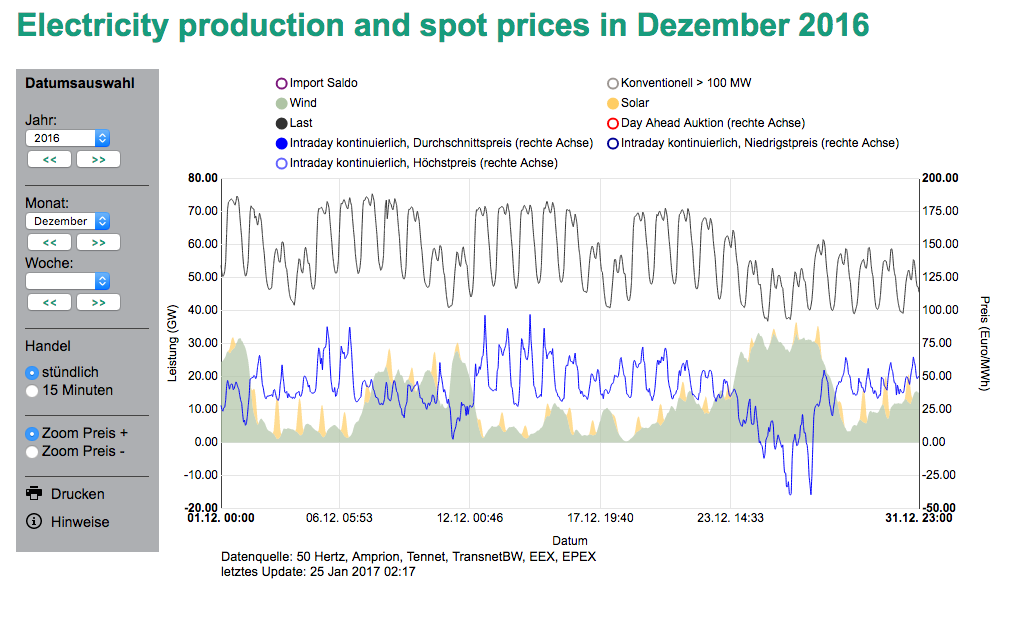 Electricity production and spot prices in Dezember 2016
Datumsauswahl
Jahr:
2016
<< >>
Monat:
Dezember
<< >>
Woche:
<< >>
Handel
stündlich
15 Minuten
Zoom Preis +
Zoom Preis -
Drucken
Hinweise
Import Saldo
Konventionell > 100 MW
Wind
Solar
Last
Day Ahead Auktion (rechte Achse)
Intraday kontinuierlich, Durchschnittspreis (rechte Achse)
Intraday kontinuierlich, Niedrigstpreis (rechte Achse)
Intraday kontinuierlich, Höchstpreis (rechte Achse)
Leistung (GW)
80.00
70.00
60.00
50.00
40.00
30.00
20.00
10.00
0.00
-10.00
-20.00
200.00
175.00
150.00
125.00
100.00
75.00
50.00
25.00
0.00
-25.00
-50.00
Preis (Euro/MWh)
01.12. 00:00 06.12. 05:53 12.12. 00:46 17.12. 19:40 23.12. 14:33 31.12. 23:00
Datum
Datenquelle: 50 Hertz, Amprion, Tennet, TransnetBW, EEX, EPEX
letztes Update: 25 Jan 2017 02:17